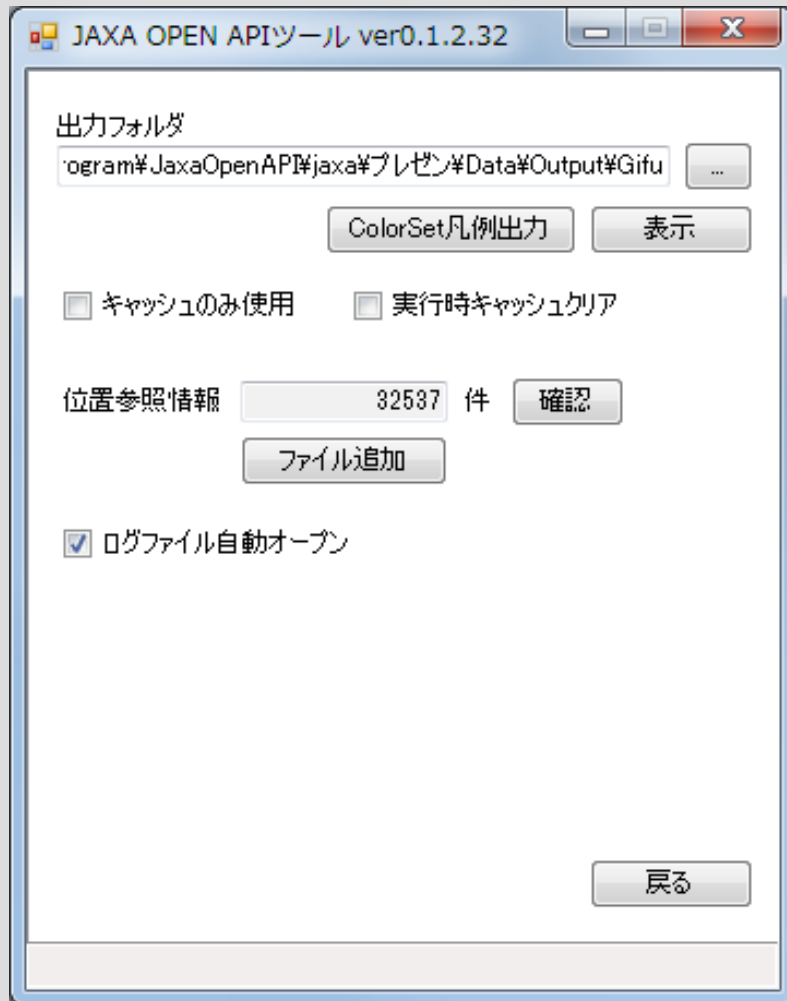 JAXA OPEN APIツール ver0.1.2.32
出力フォルダ
ogram¥JaxaOpenAPI¥jaxa¥プレゼン¥Data¥Output¥Gifu
...
ColorSet凡例出力 表示
キャッシュのみ使用 実行時キャッシュクリア
位置参照情報 32537 件 確認
ファイル追加
ログファイル自動オープン
戻る